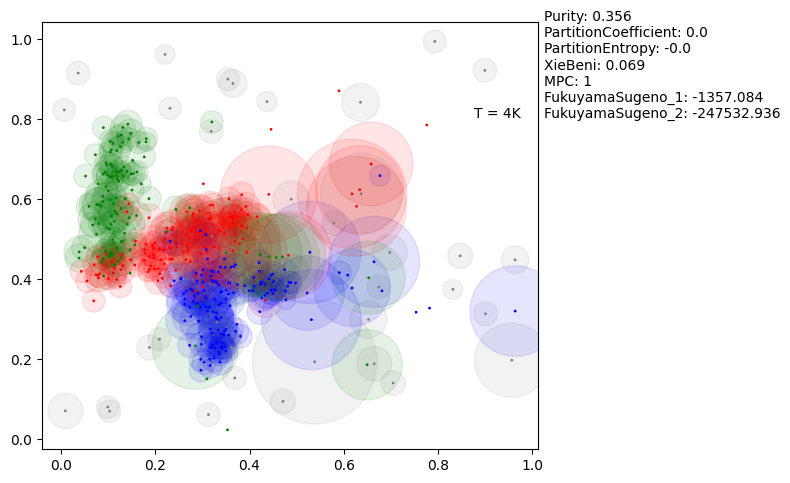 Purity: 0.356
PartitionCoefficient: 0.0
PartitionEntropy: -0.0
XieBeni: 0.069
MPC: 1
FukuyamaSugeno_1: -1357.084
FukuyamaSugeno_2: -247532.936
T = 4K
1.0
0.8
0.6
0.4
0.2
0.0
0.0 0.2 0.4 0.6 0.8 1.0